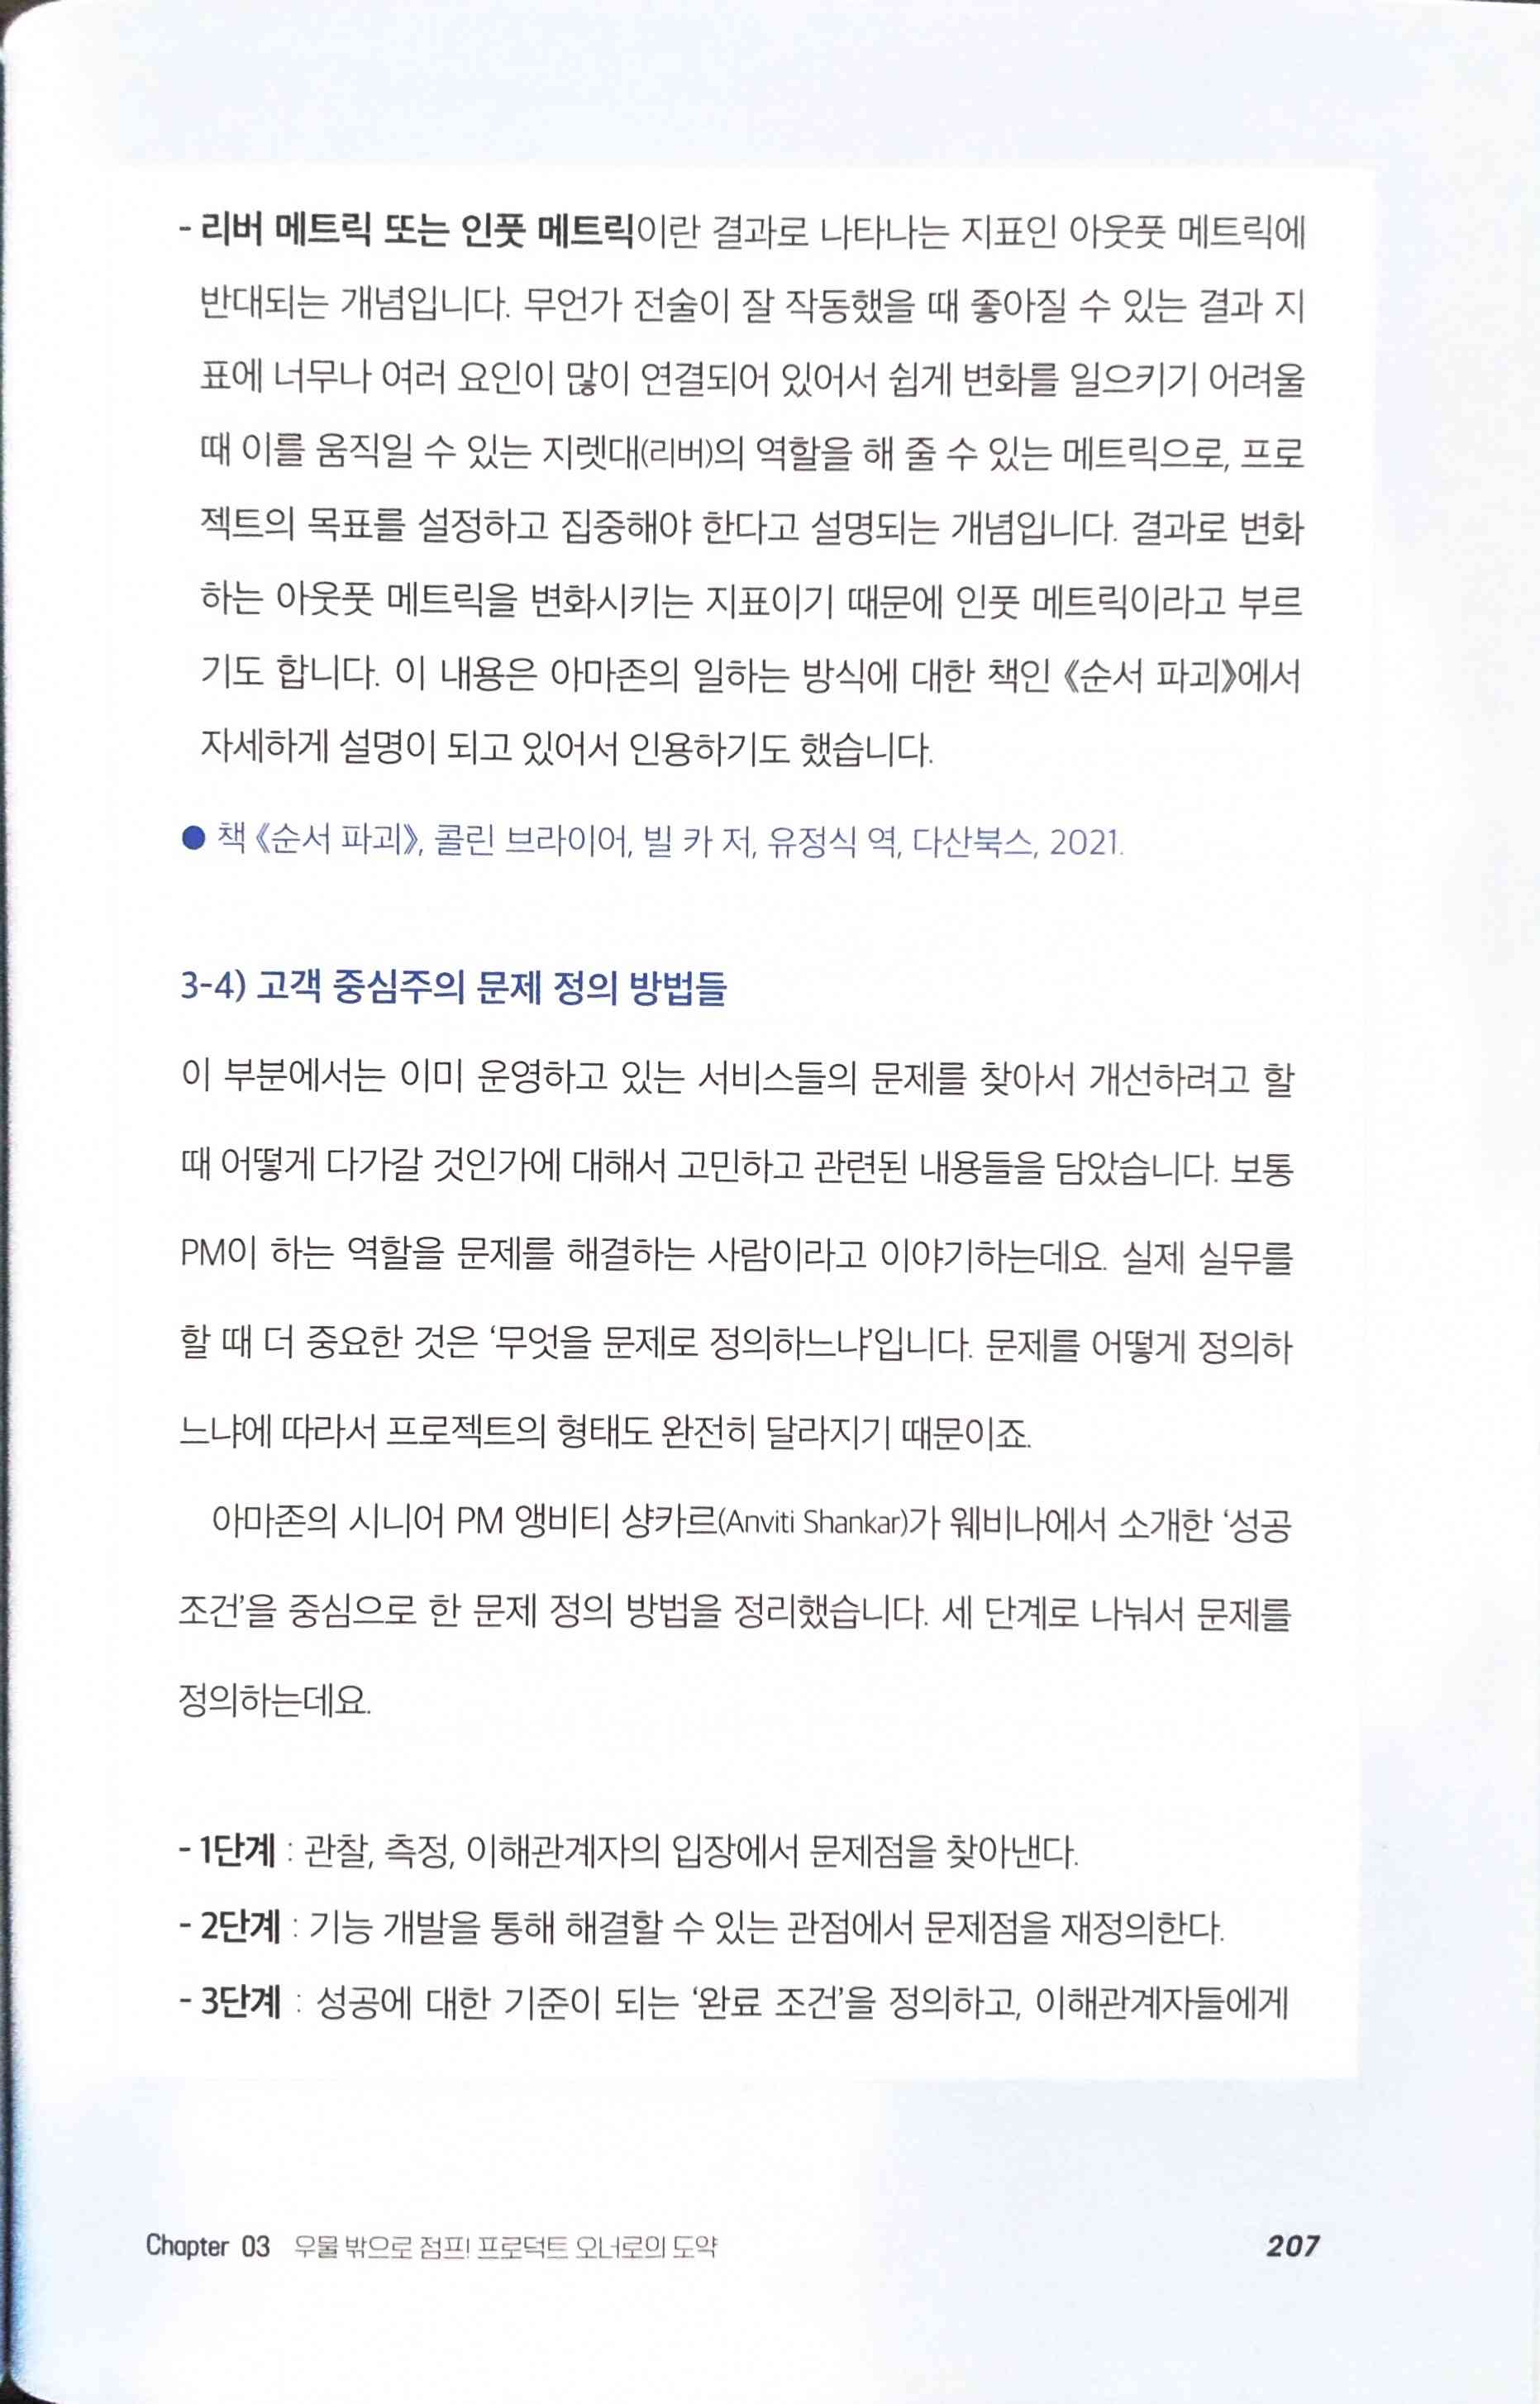 - 리버 메트릭 또는 인풋 메트릭이란 결과로 나타나는 지표인 아웃풋 메트릭에
반대되는 개념입니다. 무언가 전술이 잘 작동했을 때 좋아질 수 있는 결과 지
표에 너무나 여러 요인이 많이 연결되어 있어서 쉽게 변화를 일으키기 어려울
때 이를 움직일 수 있는 지렛대(리버)의 역할을 해 줄 수 있는 메트릭으로, 프로
젝트의 목표를 설정하고 집중해야 한다고 설명되는 개념입니다. 결과로 변화
하는 아웃풋 메트릭을 변화시키는 지표이기 때문에 인풋 메트릭이라고 부르
기도 합니다. 이 내용은 아마존의 일하는 방식에 대한 책인 《순서 파괴》에서
자세하게 설명이 되고 있어서 인용하기도 했습니다.
● 책 《순서 파괴》, 콜린 브라이어, 빌 카 저, 유정식 역, 다산북스, 2021.
3-4) 고객 중심주의 문제 정의 방법들
이 부분에서는 이미 운영하고 있는 서비스들의 문제를 찾아서 개선하려고 할
때 어떻게 다가갈 것인가에 대해서 고민하고 관련된 내용들을 담았습니다. 보통
PM이 하는 역할을 문제를 해결하는 사람이라고 이야기하는데요. 실제 실무를
할 때 더 중요한 것은 ‘무엇을 문제로 정의하느냐’입니다. 문제를 어떻게 정의하
느냐에 따라서 프로젝트의 형태도 완전히 달라지기 때문이죠.
아마존의 시니어 PM 앵비티 샹카르(Anviti Shankar)가 웨비나에서 소개한 ‘성공
조건’을 중심으로 한 문제 정의 방법을 정리했습니다. 세 단계로 나눠서 문제를
정의하는데요.
- 1단계 : 관찰, 측정, 이해관계자의 입장에서 문제점을 찾아낸다.
- 2단계 : 기능 개발을 통해 해결할 수 있는 관점에서 문제점을 재정의한다.
- 3단계 : 성공에 대한 기준이 되는 ‘완료 조건’을 정의하고, 이해관계자들에게
Chapter 03 우물 밖으로 점프! 프로덕트 오너로의 도약
207